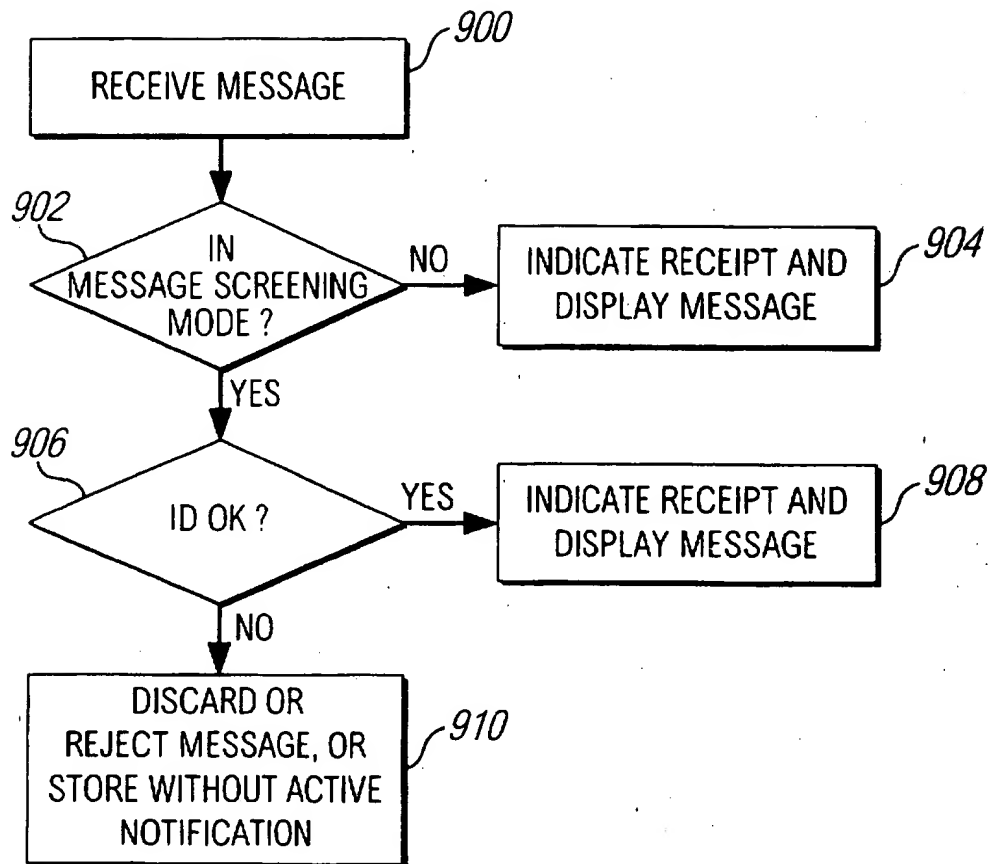 900
RECEIVE MESSAGE
902
IN
MESSAGE SCREENING
MODE ?
NO
INDICATE RECEIPT AND
DISPLAY MESSAGE
904
YES
906
ID OK ?
YES
INDICATE RECEIPT AND
DISPLAY MESSAGE
908
NO
DISCARD OR
REJECT MESSAGE, OR
STORE WITHOUT ACTIVE
NOTIFICATION
910